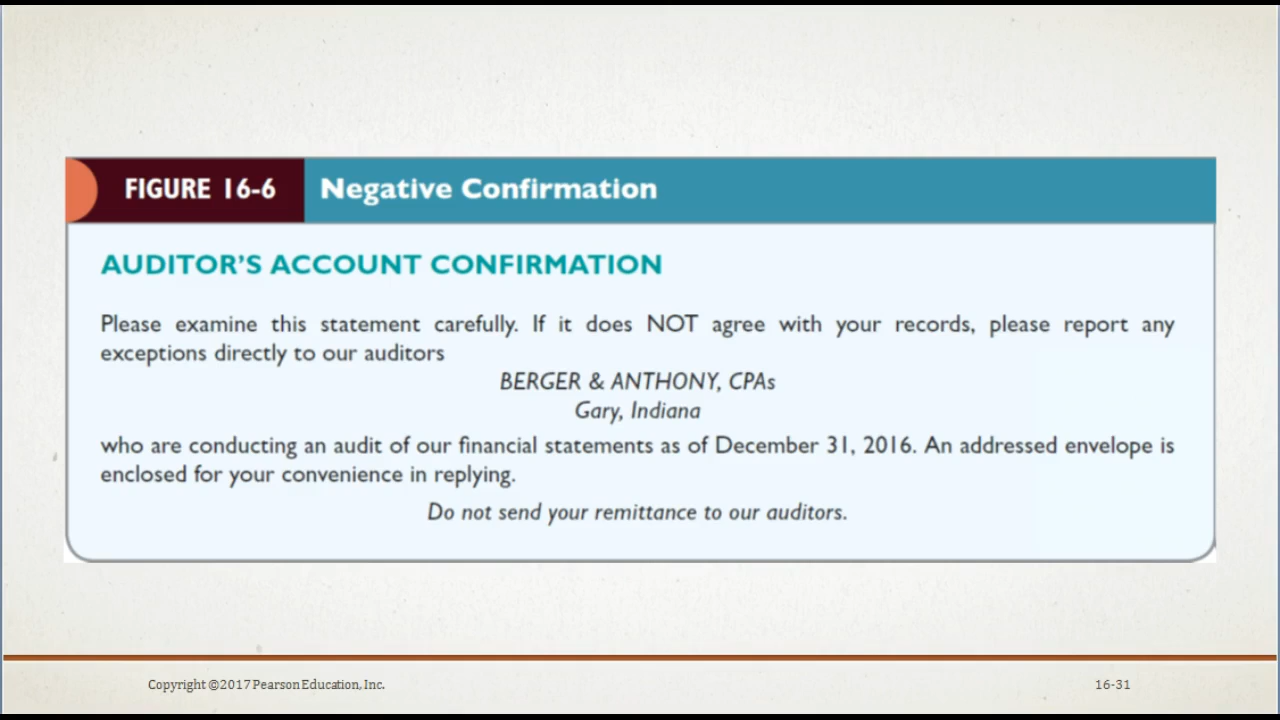 FIGURE 16-6 Negative Confirmation
AUDITOR'S ACCOUNT CONFIRMATION
Please examine this statement carefully. If it does NOT agree with your records, please report any
exceptions directly to our auditors
BERGER & ANTHONY, CPAs
Gary, Indiana
who are conducting an audit of our financial statements as of December 31, 2016. An addressed envelope is
enclosed for your convenience in replying.
Do not send your remittance to our auditors.
Copyright ©2017 Pearson Education, Inc. 16-31